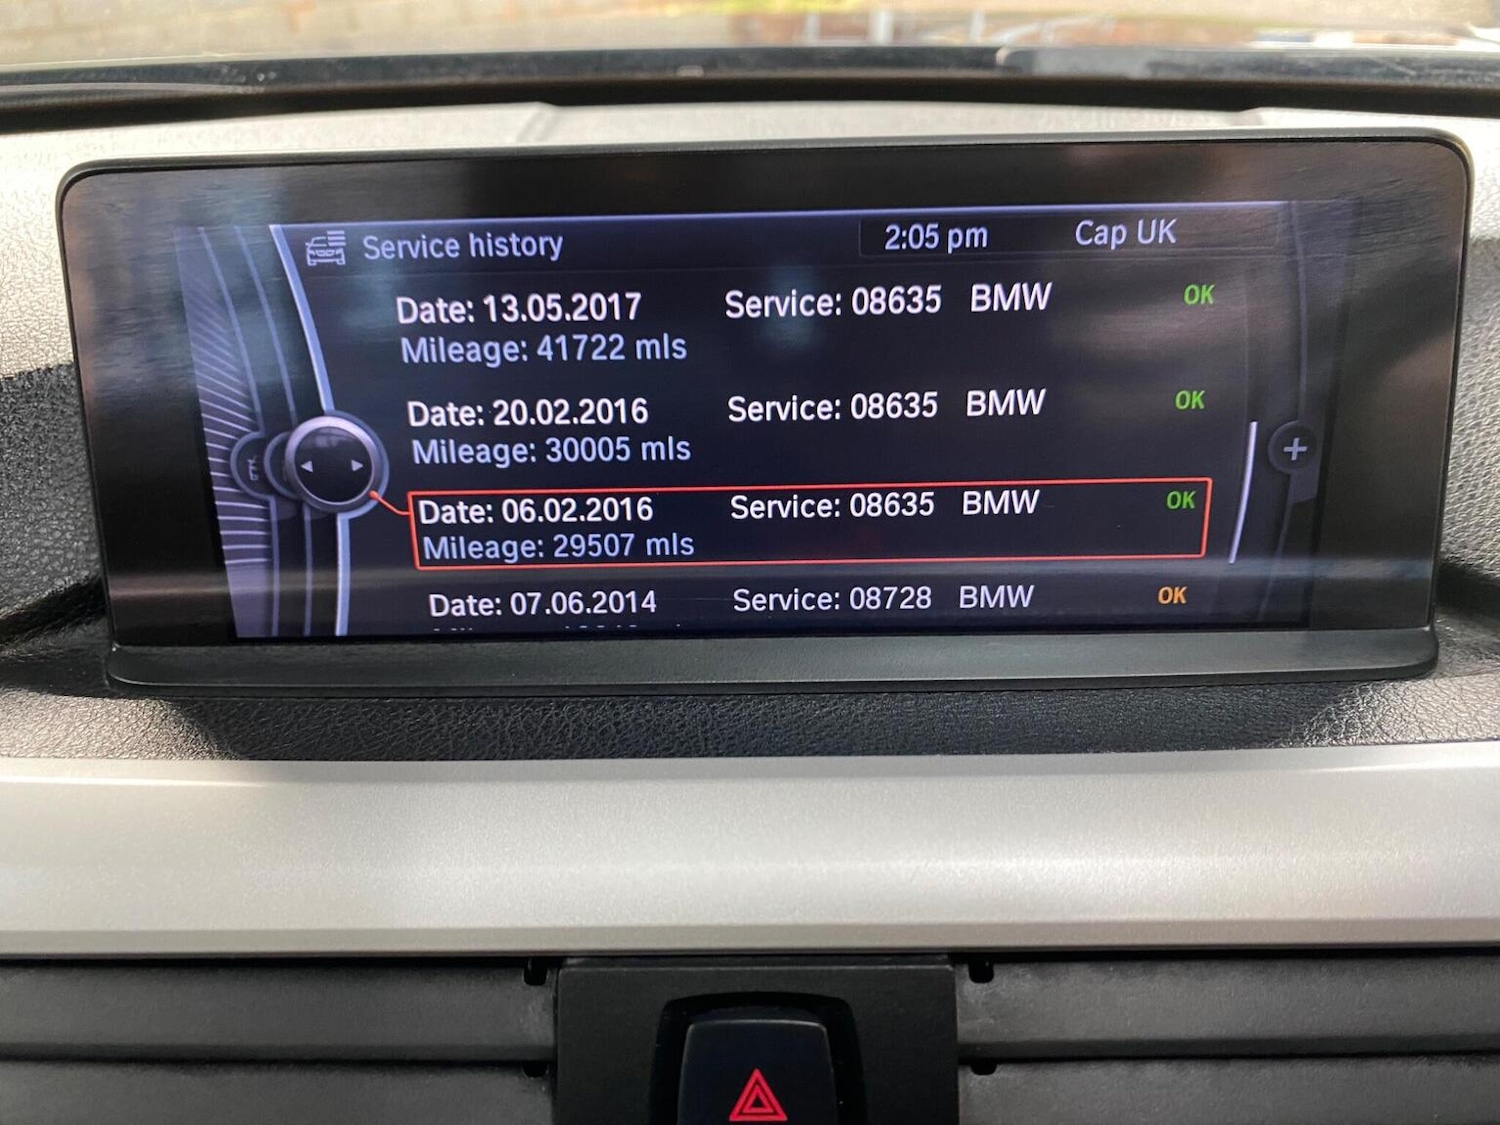 Service history 2:05 pm Cap UK
Date: 13.05.2017 Service: 08635 BMW OK
Mileage: 41722 mls
Date: 20.02.2016 Service: 08635 BMW OK
Mileage: 30005 mls
Date: 06.02.2016 Service: 08635 BMW OK
Mileage: 29507 mls
Date: 07.06.2014 Service: 08728 BMW OK